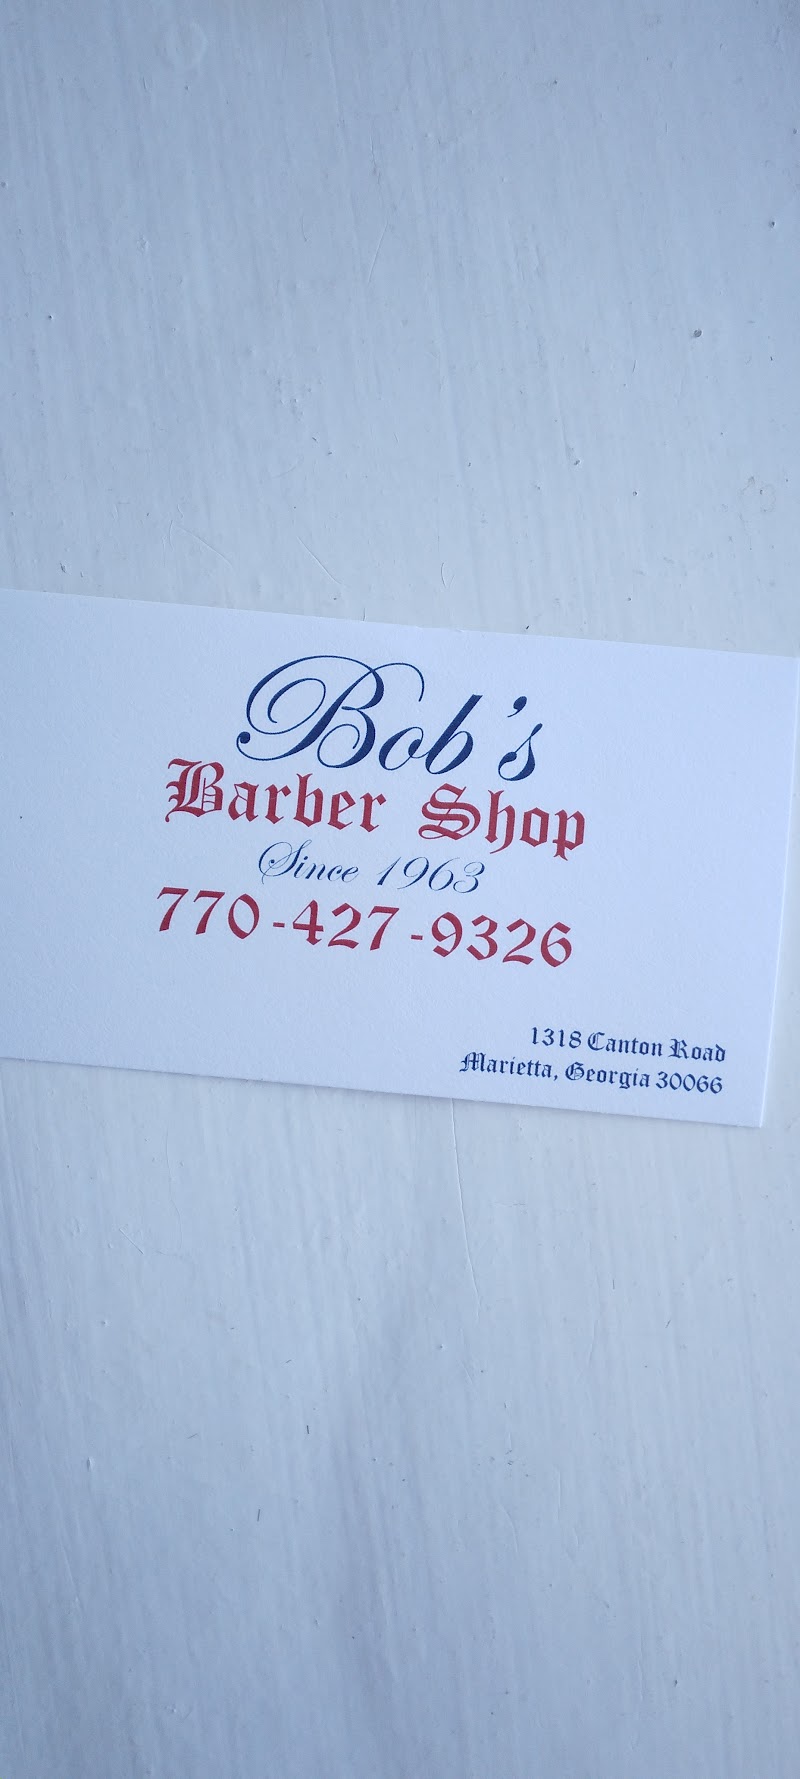 Bob's
Barber Shop
Since 1963
770-427-9326
1318 Canton Road
Marietta, Georgia 30066